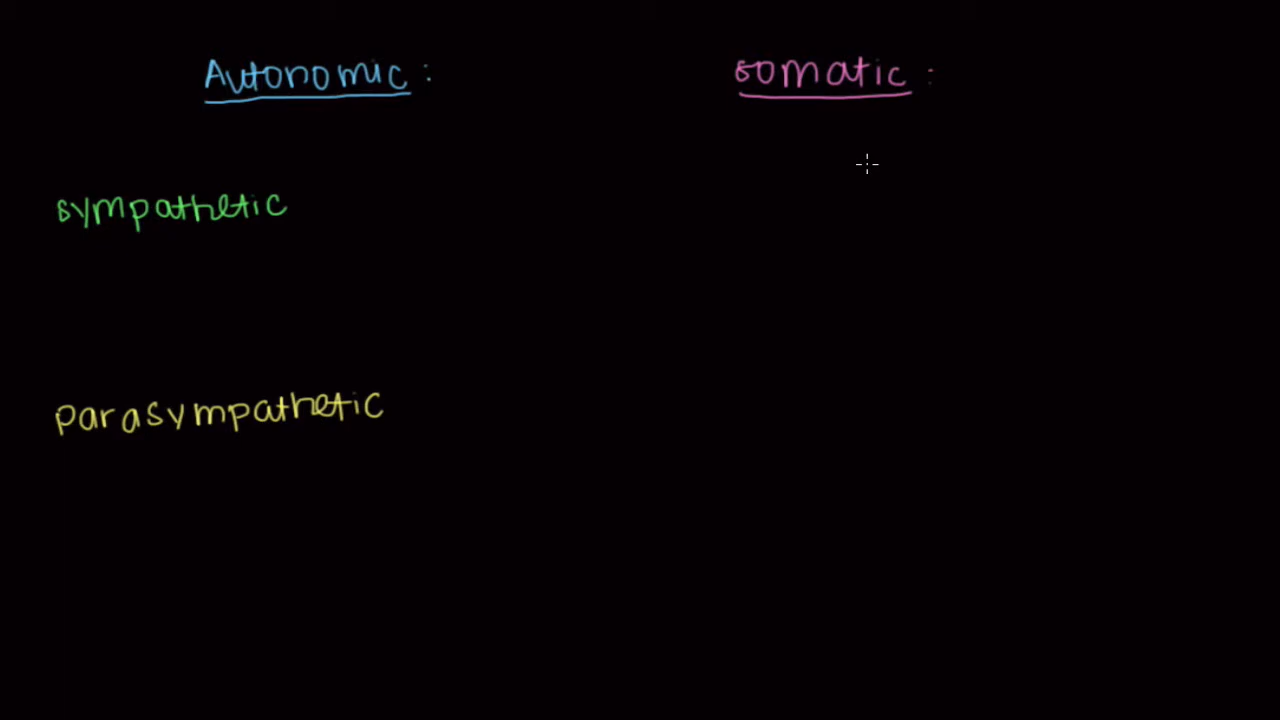 Autonomic :
somatic :
sympathetic
parasympathetic